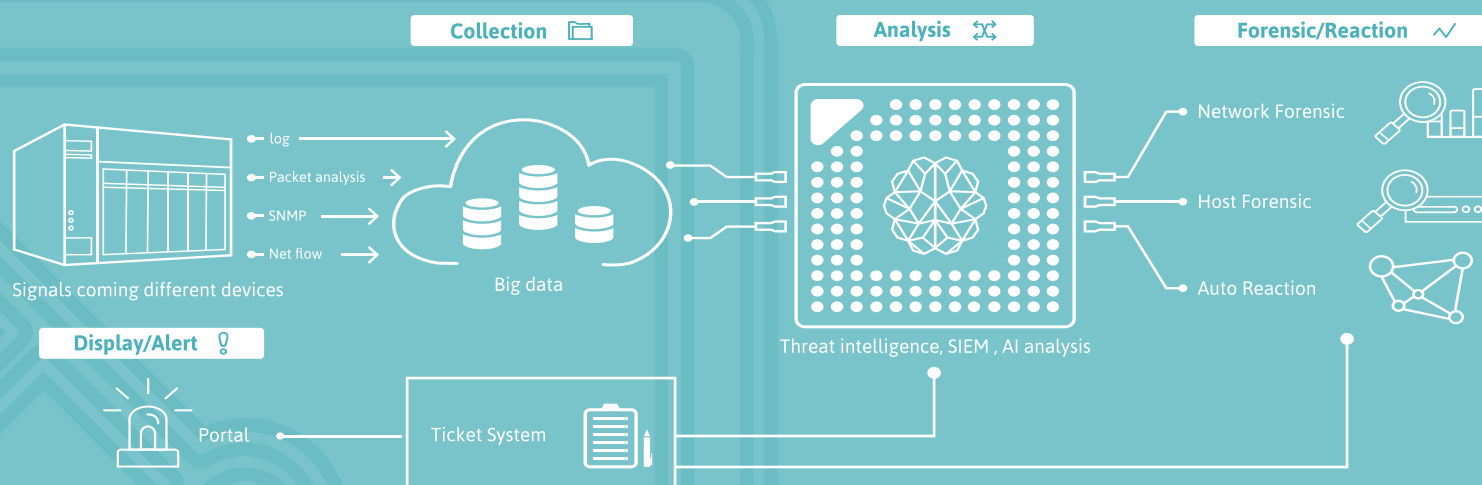 Collection
Analysis
Forensic/Reaction
log
Packet analysis
SNMP
Net flow
Signals coming different devices
Big data
Threat intelligence, SIEM , AI analysis
Network Forensic
Host Forensic
Auto Reaction
Display/Alert
Portal
Ticket System